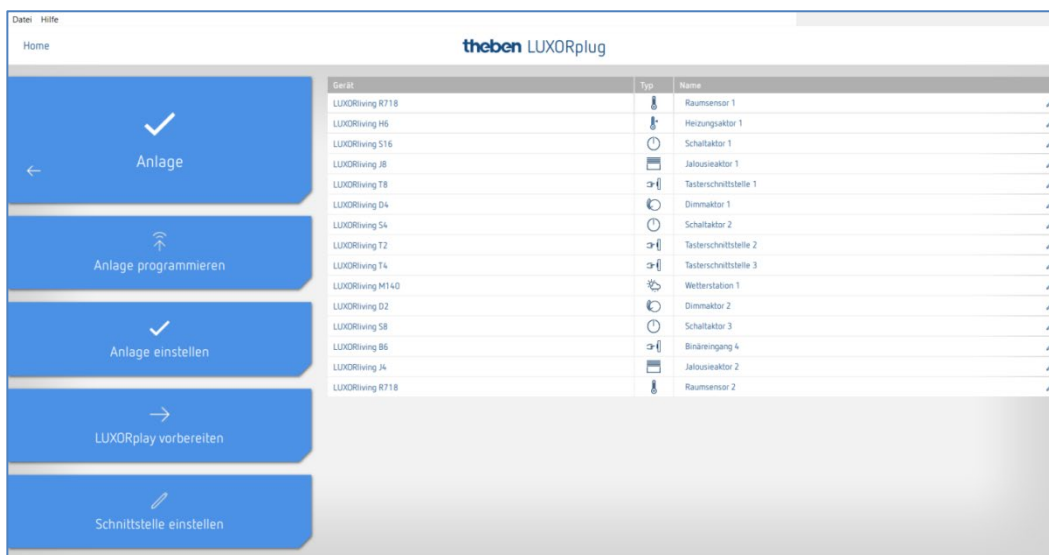 Datei Hilfe
Home
theben LUXORplug
Anlage
Anlage programmieren
Anlage einstellen
LUXORplay vorbereiten
Schnittstelle einstellen
Gerät Typ Name
LUXORliving R718 Raumsensor 1
LUXORliving H6 Heizungsaktor 1
LUXORliving S16 Schaltaktor 1
LUXORliving J8 Jalousieaktor 1
LUXORliving T8 Tasterschnittstelle 1
LUXORliving D4 Dimmaktor 1
LUXORliving S4 Schaltaktor 2
LUXORliving T2 Tasterschnittstelle 2
LUXORliving T4 Tasterschnittstelle 3
LUXORliving M140 Wetterstation 1
LUXORliving D2 Dimmaktor 2
LUXORliving S8 Schaltaktor 3
LUXORliving B6 Binäreingang 4
LUXORliving J4 Jalousieaktor 2
LUXORliving R718 Raumsensor 2